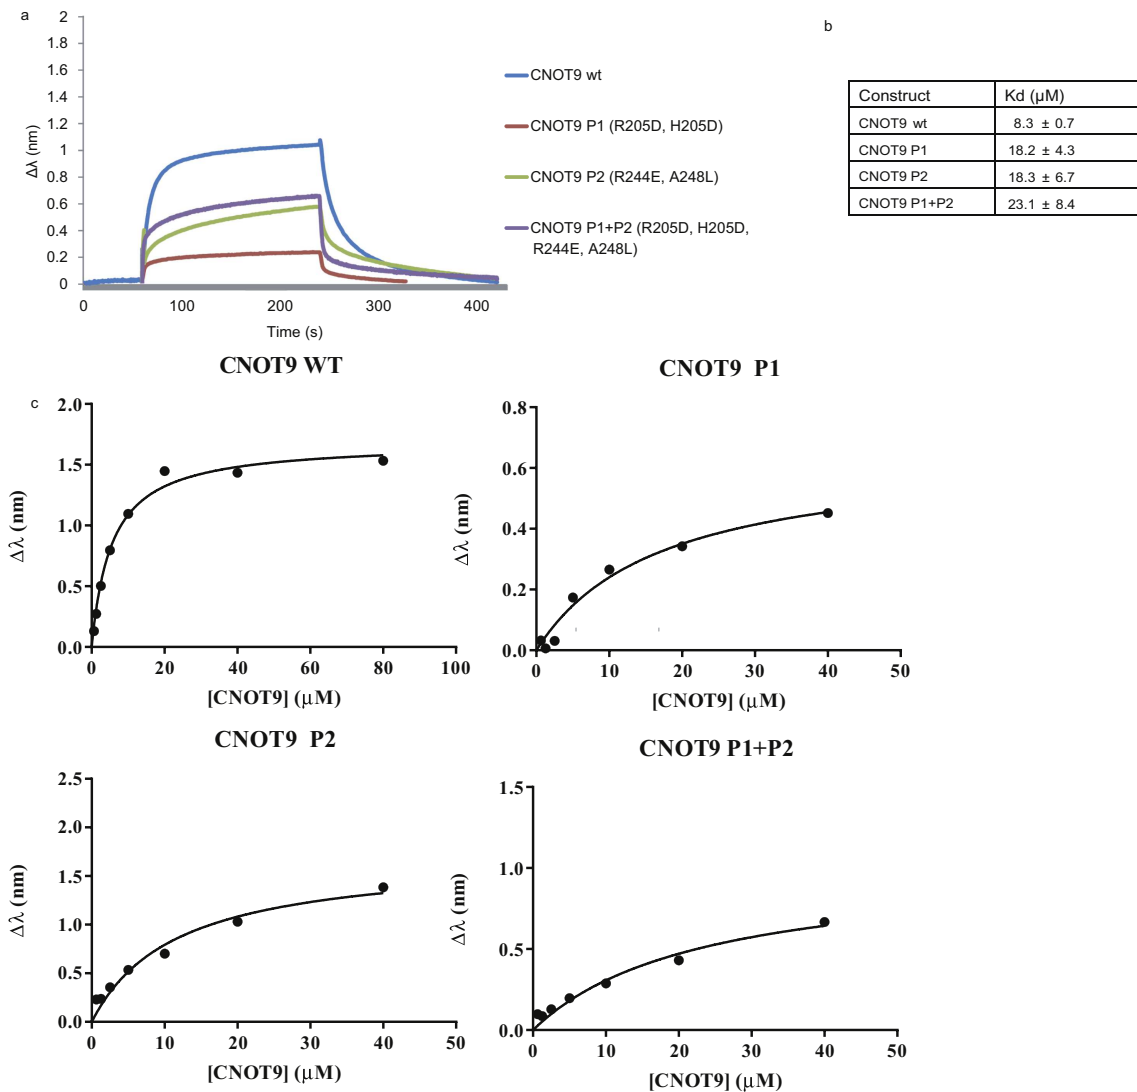 a
2
1.8
1.6
1.4
1.2
1
0.8
0.6
0.4
0.2
0
Δλ (nm)
0 100 200 300 400
Time (s)
CNOT9 wt
CNOT9 P1 (R205D, H205D)
CNOT9 P2 (R244E, A248L)
CNOT9 P1+P2 (R205D, H205D,
R244E, A248L)
b
Construct Kd (µM)
CNOT9 wt 8.3 ± 0.7
CNOT9 P1 18.2 ± 4.3
CNOT9 P2 18.3 ± 6.7
CNOT9 P1+P2 23.1 ± 8.4
c
CNOT9 WT
2.0
1.5
1.0
0.5
0.0
Δλ (nm)
0 20 40 60 80 100
[CNOT9] (µM)
CNOT9 P1
0.8
0.6
0.4
0.2
0.0
Δλ (nm)
0 10 20 30 40 50
[CNOT9] (µM)
CNOT9 P2
2.5
2.0
1.5
1.0
0.5
0.0
Δλ (nm)
0 10 20 30 40 50
[CNOT9] (µM)
CNOT9 P1+P2
1.5
1.0
0.5
0.0
Δλ (nm)
0 10 20 30 40 50
[CNOT9] (µM)